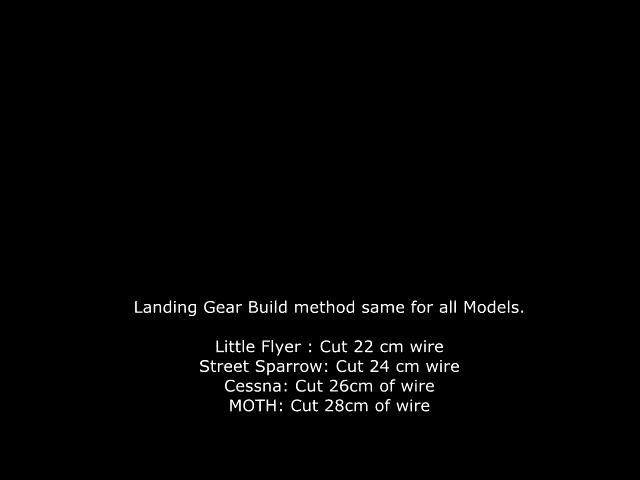 Landing Gear Build method same for all Models.
Little Flyer : Cut 22 cm wire
Street Sparrow: Cut 24 cm wire
Cessna: Cut 26cm of wire
MOTH: Cut 28cm of wire